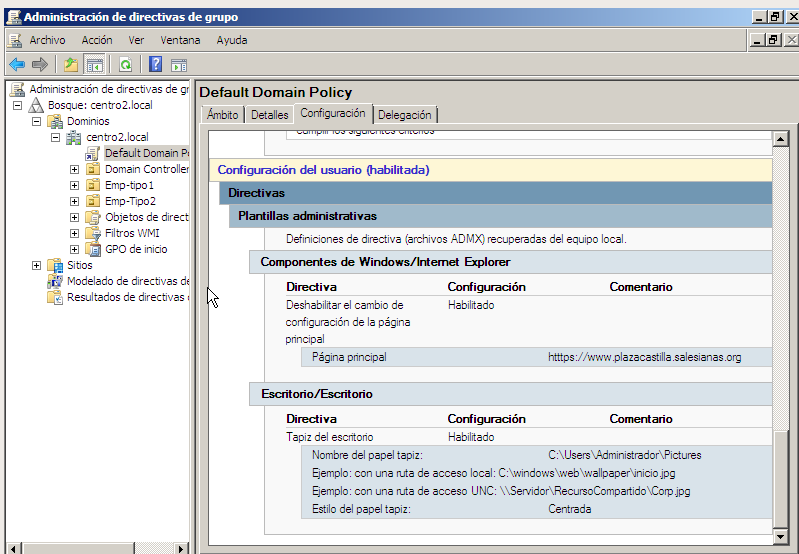 Administración de directivas de grupo
Archivo Acción Ver Ventana Ayuda
Administración de directivas de gr
Bosque: centro2.local
Dominios
centro2.local
Default Domain P
Domain Controller
Emp-tipo1
Emp-Tipo2
Objetos de direct
Filtros WMI
GPO de inicio
Sitios
Modelado de directivas de
Resultados de directivas
Default Domain Policy
Ámbito Detalles Configuración Delegación
cumplir los siguientes criterios
Configuración del usuario (habilitada)
Directivas
Plantillas administrativas
Definiciones de directiva (archivos ADMX) recuperadas del equipo local.
Componentes de Windows/Internet Explorer
Directiva Configuración Comentario
Deshabilitar el cambio de Habilitado
configuración de la página
principal
Página principal htttps://www.plazacastilla.salesianas.org
Escritorio/Escritorio
Directiva Configuración Comentario
Tapiz del escritorio Habilitado
Nombre del papel tapiz: C:\Users\Administrador\Pictures
Ejemplo: con una ruta de acceso local: C:\windows\web\wallpaper\inicio.jpg
Ejemplo: con una ruta de acceso UNC: \\Servidor\RecursoCompartido\Corp.jpg
Estilo del papel tapiz: Centrada